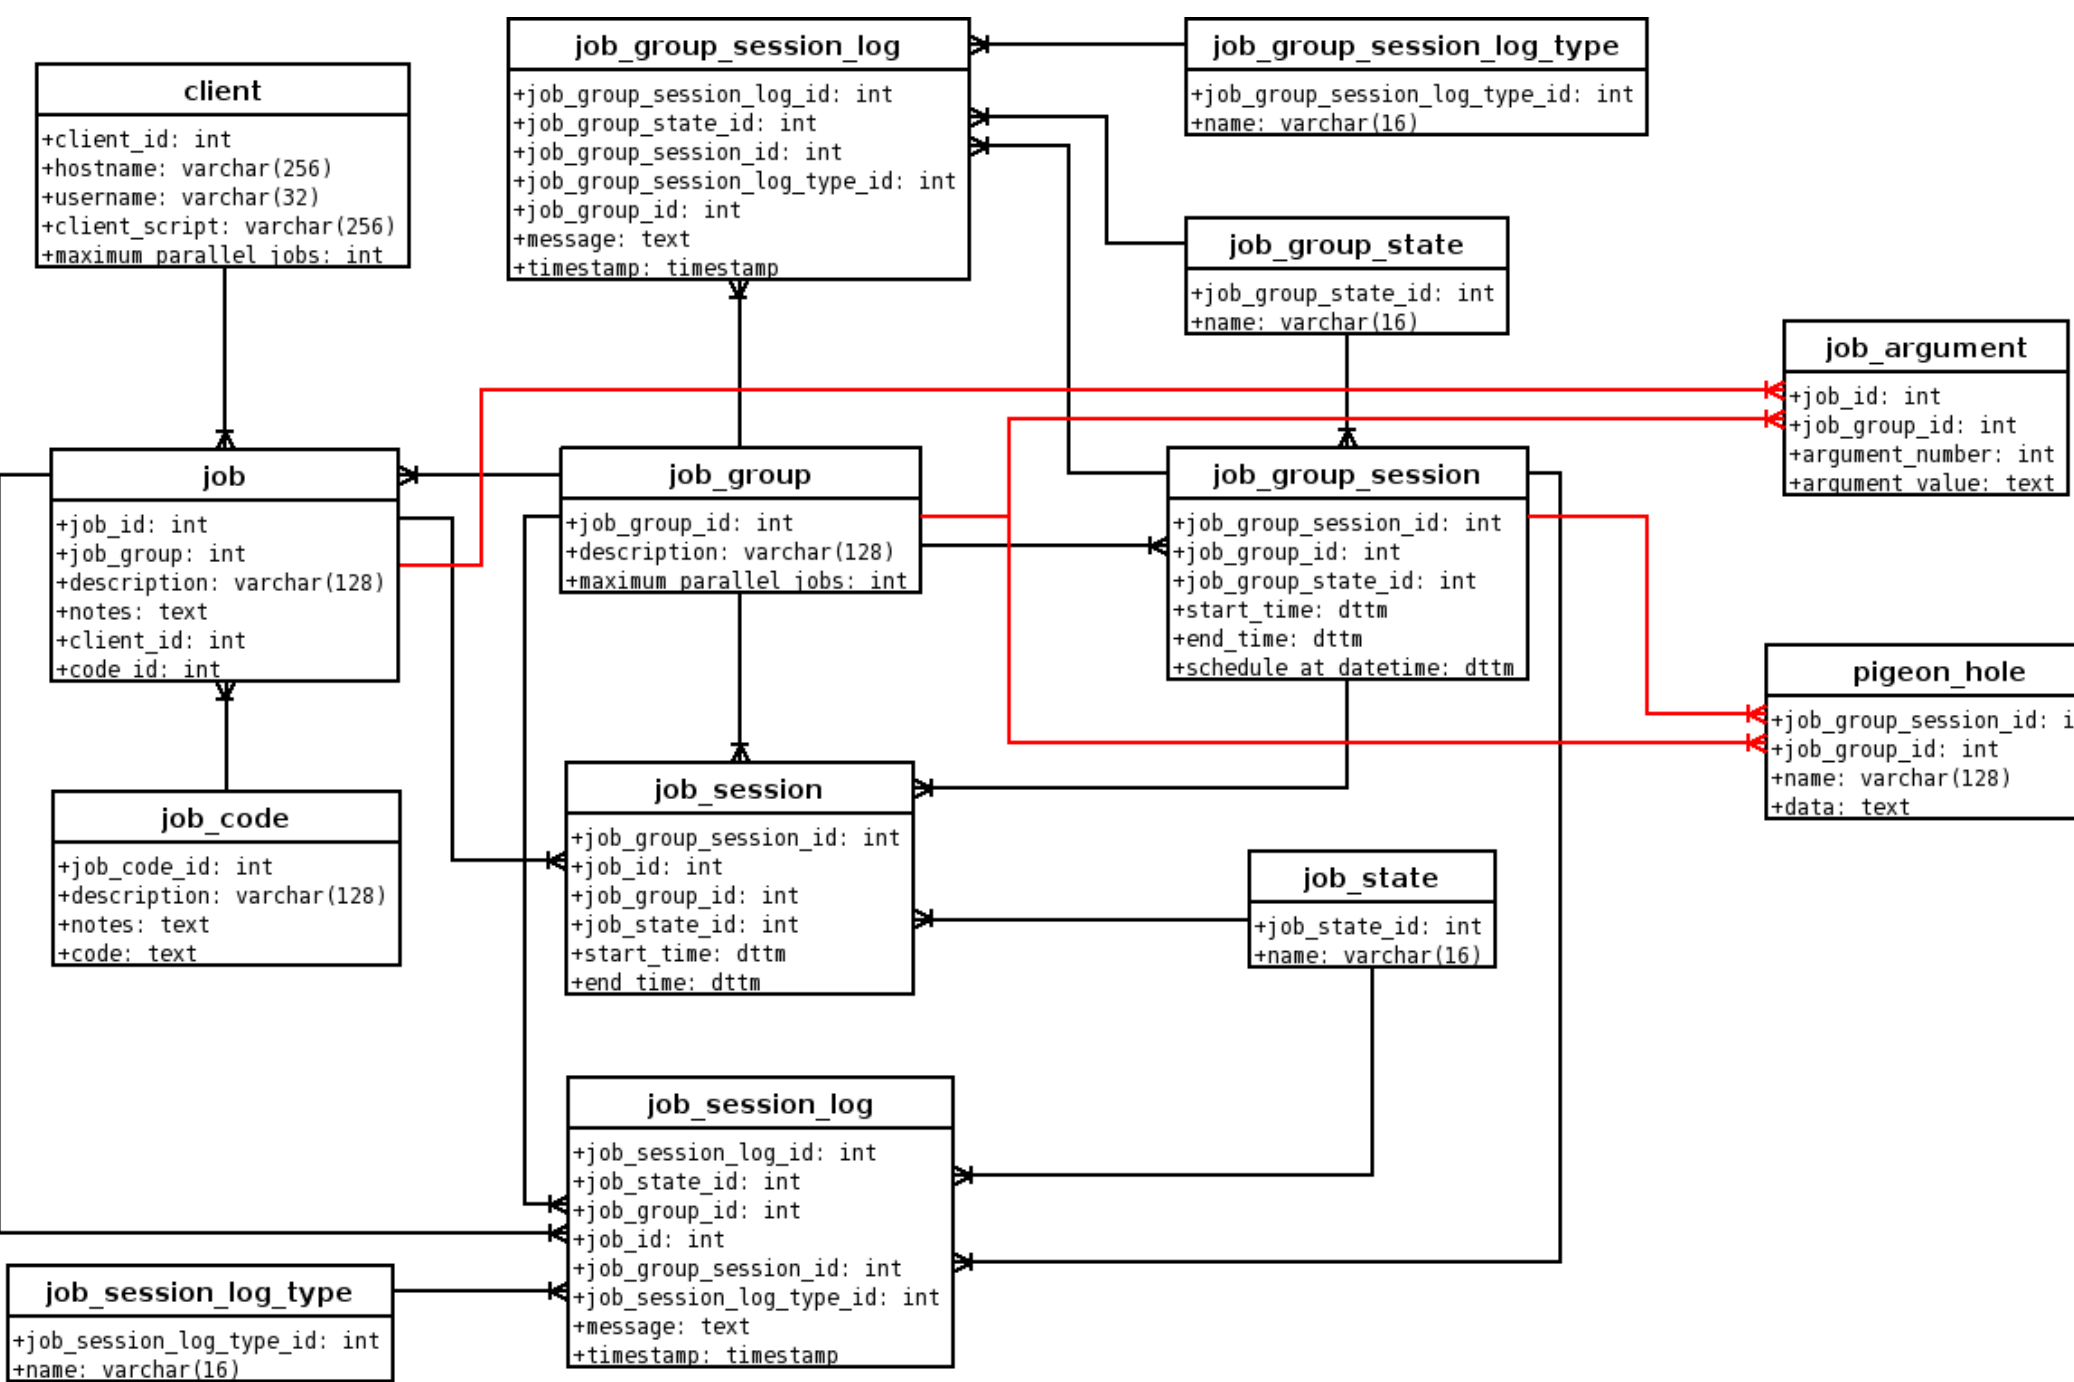 job_group_session_log
+job_group_session_log_id: int
+job_group_state_id: int
+job_group_session_id: int
+job_group_session_log_type_id: int
+job_group_id: int
+message: text
+timestamp: timestamp
job_group_session_log_type
+job_group_session_log_type_id: int
+name: varchar(16)
client
+client_id: int
+hostname: varchar(256)
+username: varchar(32)
+client_script: varchar(256)
+maximum_parallel_jobs: int
job_group_state
+job_group_state_id: int
+name: varchar(16)
job_argument
+job_id: int
+job_group_id: int
+argument_number: int
+argument_value: text
job
+job_id: int
+job_group: int
+description: varchar(128)
+notes: text
+client_id: int
+code_id: int
job_group
+job_group_id: int
+description: varchar(128)
+maximum_parallel_jobs: int
job_group_session
+job_group_session_id: int
+job_group_id: int
+job_group_state_id: int
+start_time: dttm
+end_time: dttm
+schedule_at_datetime: dttm
pigeon_hole
+job_group_session_id: i
+job_group_id: int
+name: varchar(128)
+data: text
job_code
+job_code_id: int
+description: varchar(128)
+notes: text
+code: text
job_session
+job_group_session_id: int
+job_id: int
+job_group_id: int
+job_state_id: int
+start_time: dttm
+end_time: dttm
job_state
+job_state_id: int
+name: varchar(16)
job_session_log
+job_session_log_id: int
+job_state_id: int
+job_group_id: int
+job_id: int
+job_group_session_id: int
+job_session_log_type_id: int
+message: text
+timestamp: timestamp
job_session_log_type
+job_session_log_type_id: int
+name: varchar(16)